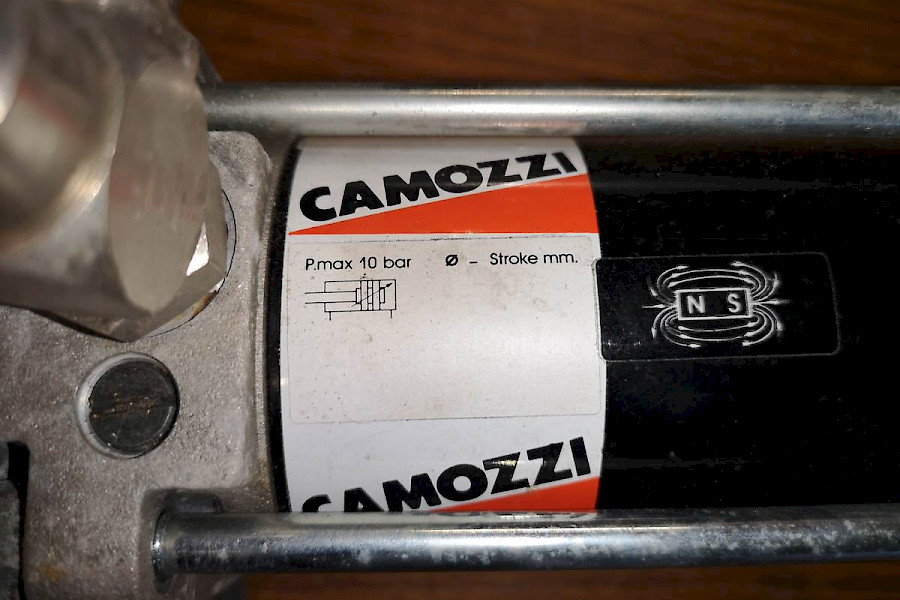 CAMOZZI
P.max 10 bar Ø - Stroke mm.
N S
CAMOZZI